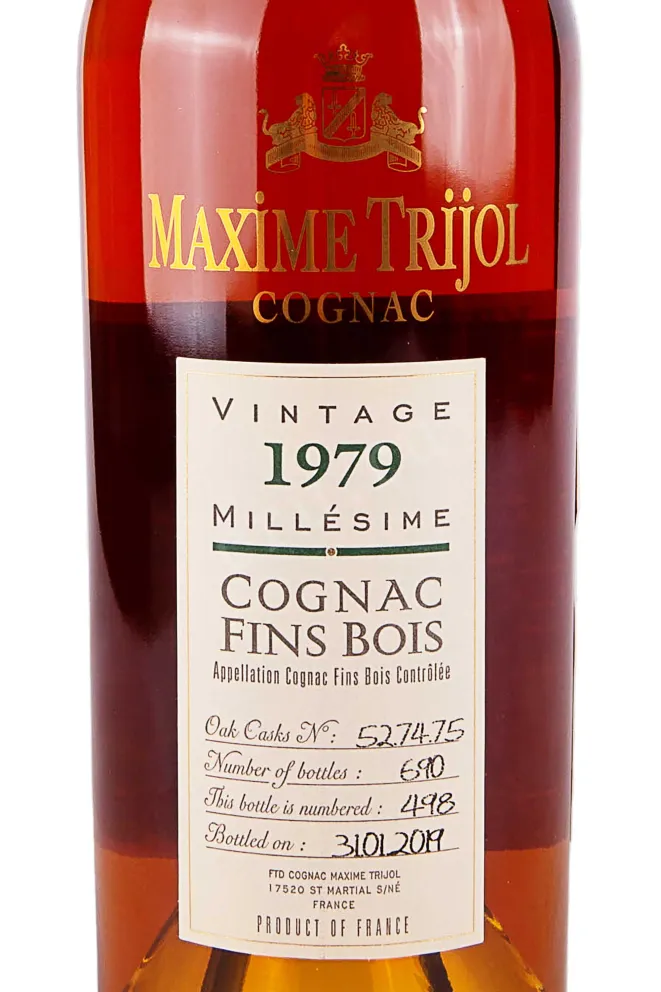 MAXiME TRijOL
COGNAC
VINTAGE
1979
MILLÉSIME
COGNAC
FINS BOIS
Appellation Cognac Fins Bois Contrôlée
Oak Casks N°: 5274.75
Number of bottles : 690
This bottle is numbered : 498
Bottled on : 31.01.2019
FTD COGNAC MAXIME TRIJOL
17520 ST MARTIAL S/NÉ
FRANCE
PRODUCT OF FRANCE